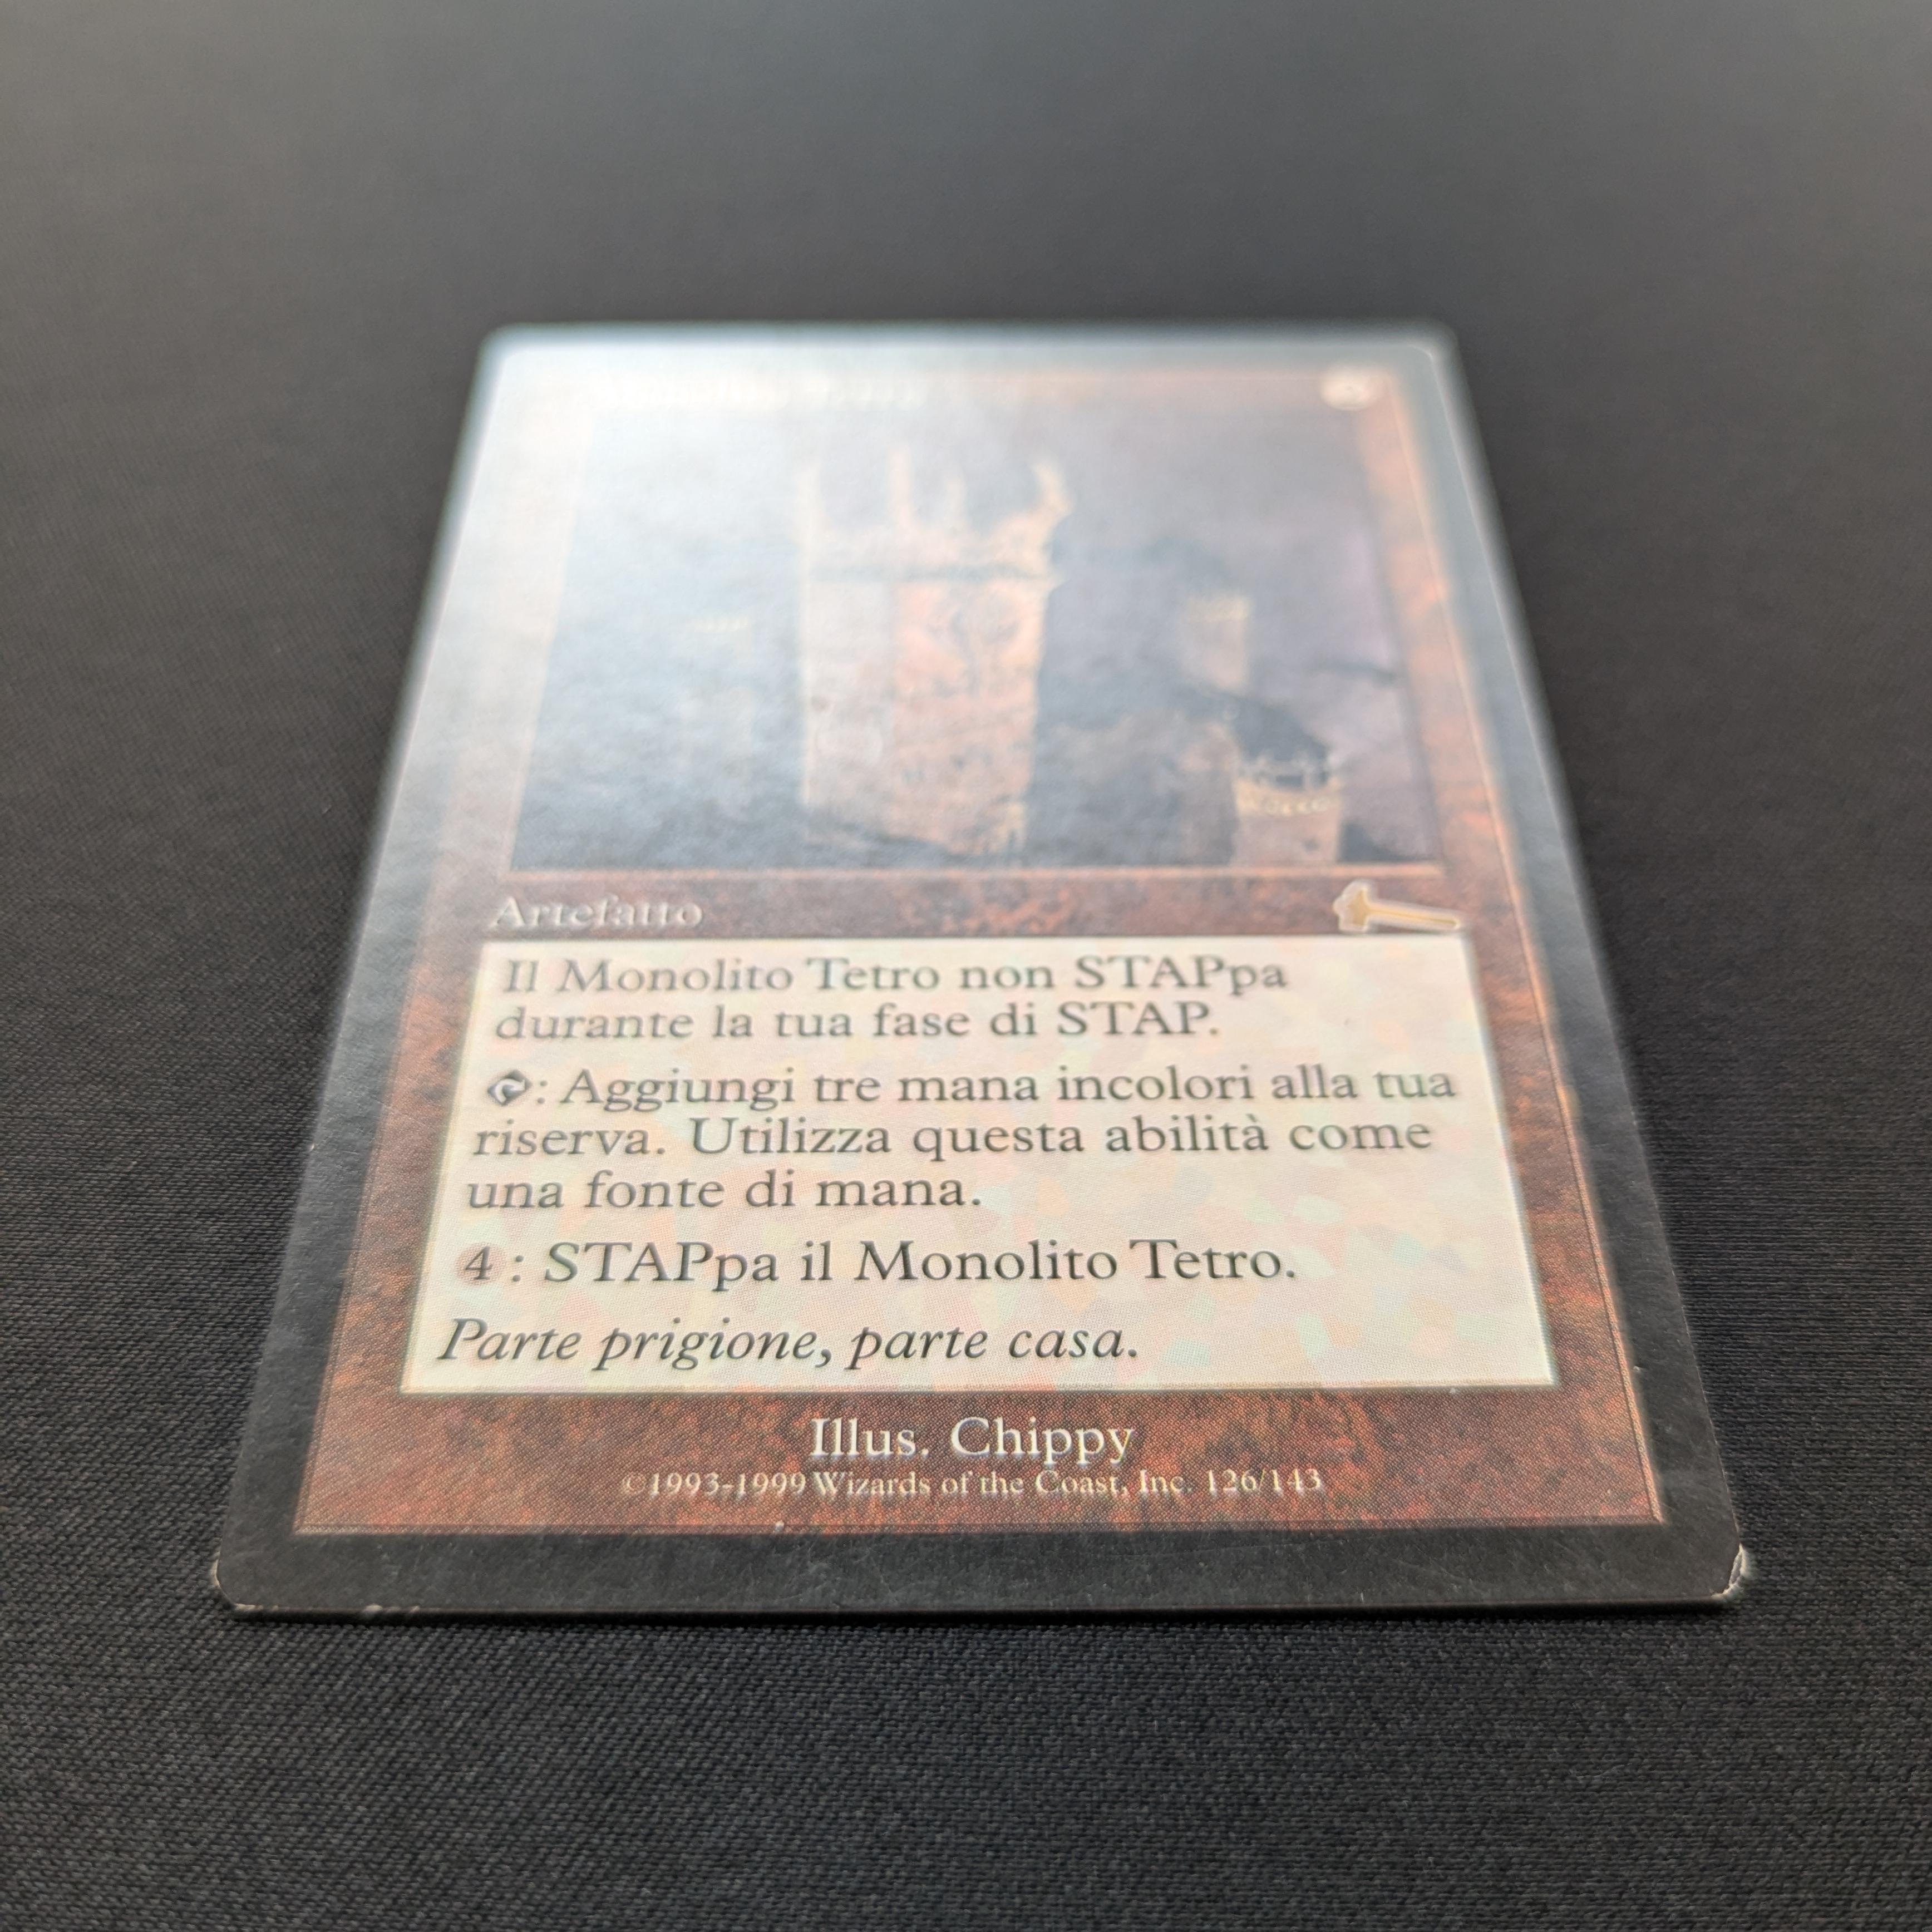 Artefatto
Il Monolito Tetro non STAPpa
durante la tua fase di STAP.
: Aggiungi tre mana incolori alla tua
riserva. Utilizza questa abilità come
una fonte di mana.
4 : STAPpa il Monolito Tetro.
Parte prigione, parte casa.
Illus. Chippy
©1993-1999 Wizards of the Coast, Inc. 126/143